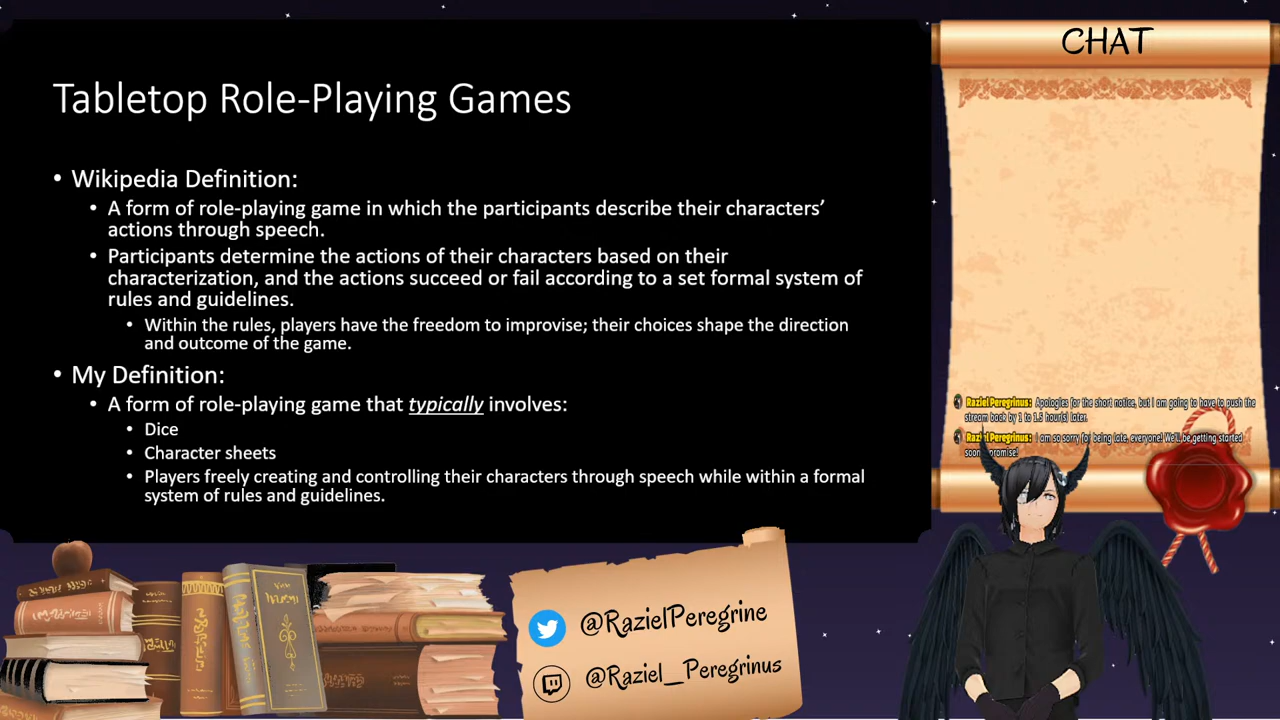 Tabletop Role-Playing Games
• Wikipedia Definition:
• A form of role-playing game in which the participants describe their characters’
actions through speech.
• Participants determine the actions of their characters based on their
characterization, and the actions succeed or fail according to a set formal system of
rules and guidelines.
• Within the rules, players have the freedom to improvise; their choices shape the direction
and outcome of the game.
• My Definition:
• A form of role-playing game that typically involves:
• Dice
• Character sheets
• Players freely creating and controlling their characters through speech while within a formal
system of rules and guidelines.
CHAT
RazielPeregrinus: Apologies for the short notice, but I am going to have to push the
stream back by 1 to 1.5 hour(s) later.
RazielPeregrinus: I am so sorry for being late, everyone! We'll be getting started
soon promise!
@RazielPeregrine
@Raziel_Peregrinus